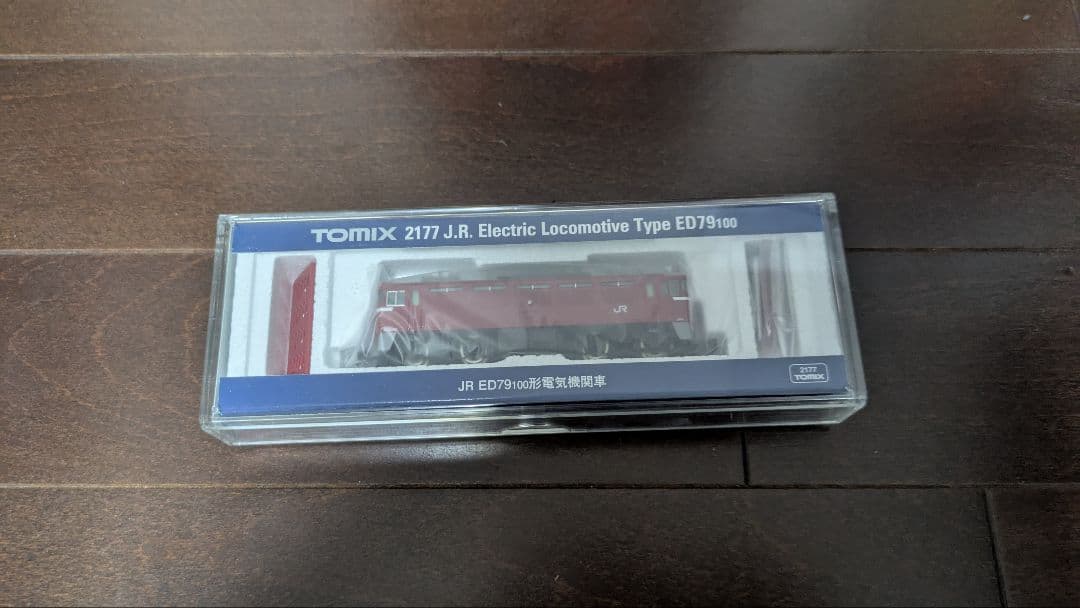 TOMIX 2177 J.R. Electric Locomotive Type ED79100
JR
JR ED79100形電気機関車
2177
TOMIX